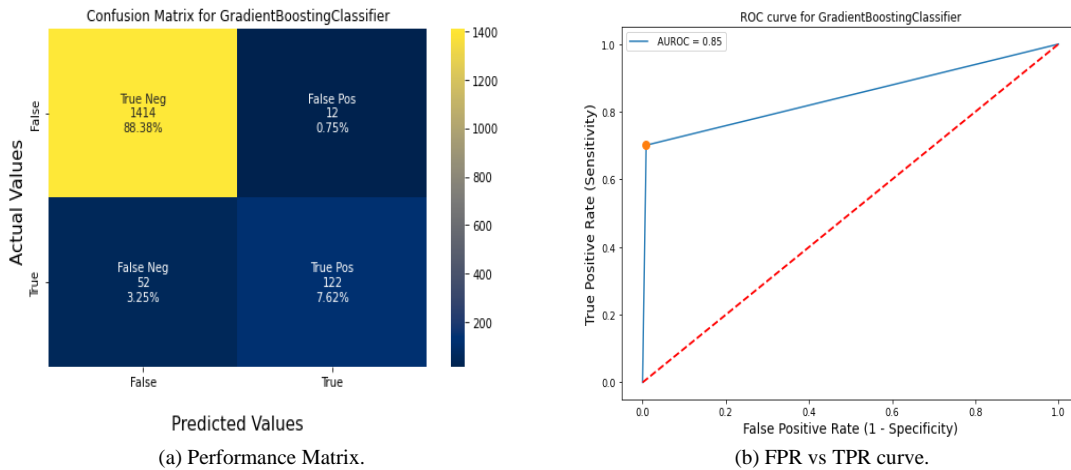 Confusion Matrix for GradientBoostingClassifier
True Neg
1414
88.38%
False Pos
12
0.75%
False Neg
52
3.25%
True Pos
122
7.62%
False
True
Actual Values
False
True
Predicted Values
1400
1200
1000
800
600
400
200
(a) Performance Matrix.
ROC curve for GradientBoostingClassifier
AUROC = 0.85
1.0
0.8
0.6
0.4
0.2
0.0
True Positive Rate (Sensitivity)
0.0
0.2
0.4
0.6
0.8
1.0
False Positive Rate (1 - Specificity)
(b) FPR vs TPR curve.